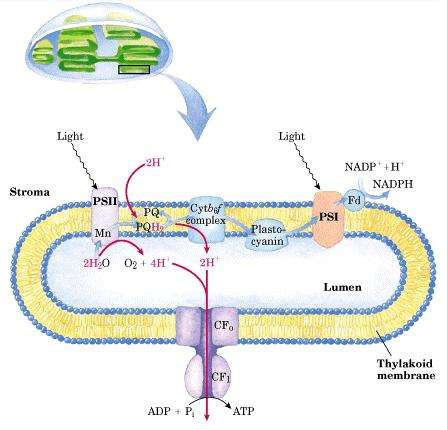 Light
Light
2H⁺
NADP⁺+H⁺
NADPH
Stroma
PSII
PQ
PQH₂
Cytb₆f
complex
PSI
Fd
Mn
Plasto-
cyanin
2H₂O
O₂ + 4H⁺
2H⁺
Lumen
CF₀
Thylakoid
membrane
CF₁
ADP + Pᵢ
ATP